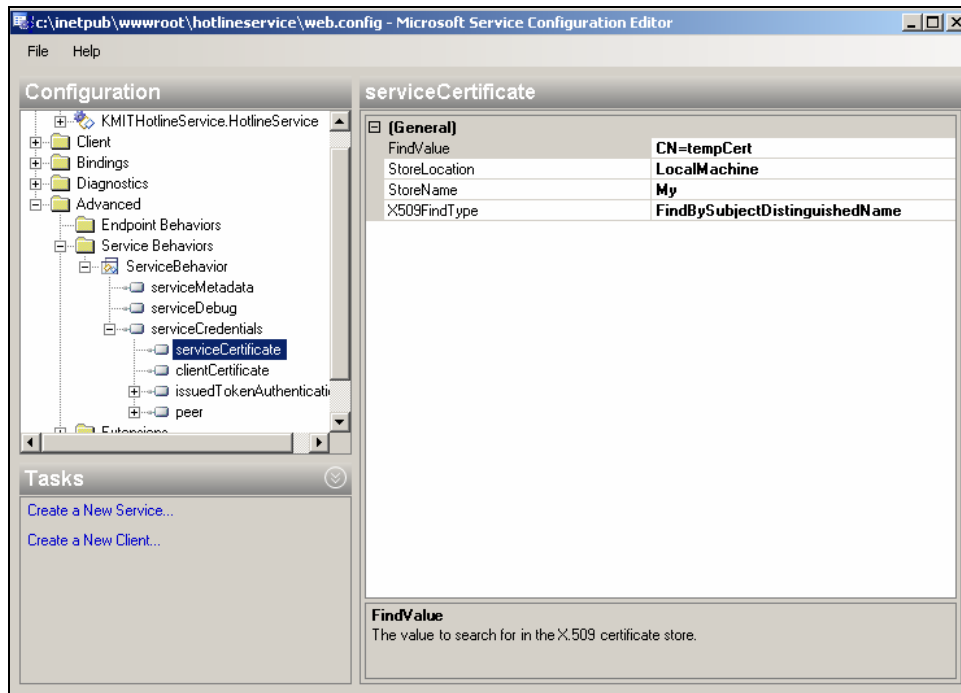 c:\inetpub\wwwroot\hotlineservice\web.config - Microsoft Service Configuration Editor
File Help
Configuration
KMITHotlineService.HotlineService
Client
Bindings
Diagnostics
Advanced
Endpoint Behaviors
Service Behaviors
ServiceBehavior
serviceMetadata
serviceDebug
serviceCredentials
serviceCertificate
clientCertificate
issuedTokenAuthenticati
peer
Extensions
Tasks
Create a New Service...
Create a New Client...
serviceCertificate
(General)
FindValue CN=tempCert
StoreLocation LocalMachine
StoreName My
X509FindType FindBySubjectDistinguishedName
FindValue
The value to search for in the X.509 certificate store.